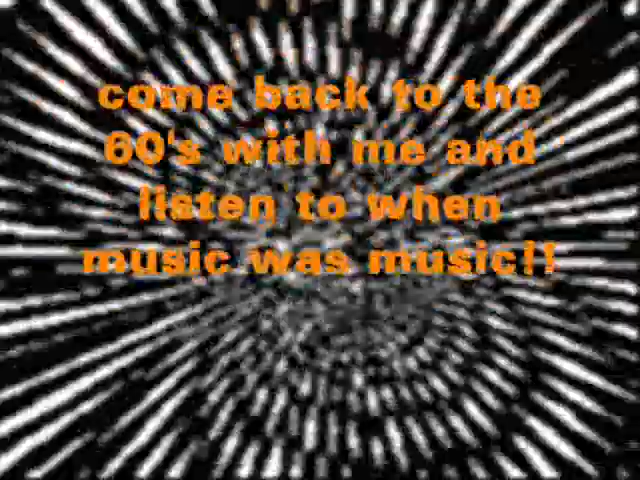 come back to the
60's with me and
listen to when
music was music!!